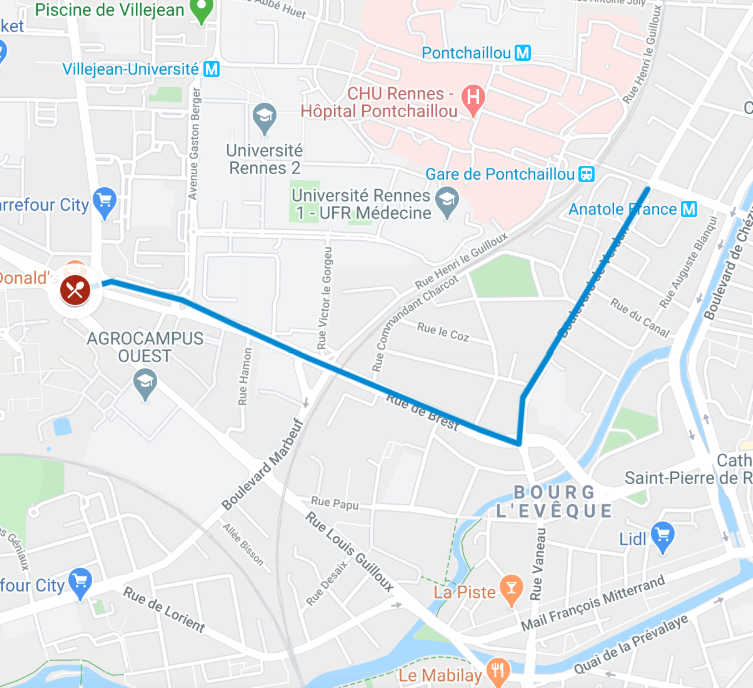 Piscine de Villejean
Abbé Huet
Antoine Joly
ket
Villejean-Université M
Pontchaillou M
Rue Henri le Guilloux
CHU Rennes -
Hôpital Pontchaillou
H
Avenue Gaston Berger
Université
Rennes 2
Gare de Pontchaillou
Université Rennes
1 - UFR Médecine
Anatole France M
arrefour City
Boulevard de Verdun
Rue Auguste Blanqui
Boulevard de Chézy
Rue Henri le Guilloux
Rue Victor le Gorgeu
Donald's
Rue Commandant Charcot
Rue le Coz
Rue du Canal
AGROCAMPUS
OUEST
Rue Hamon
Rue de Brest
Boulevard Marbeuf
Cath
Saint-Pierre de R
BOURG
L'EVÊQUE
Rue Papu
Rue Louis Guilloux
Allée Bisson
Lidl
Rue Vaneau
es Géniaux
four City
Rue Desaix
La Piste
Rue de Lorient
Mail François Mitterrand
Quai de la Prévalaye
Le Mabilay